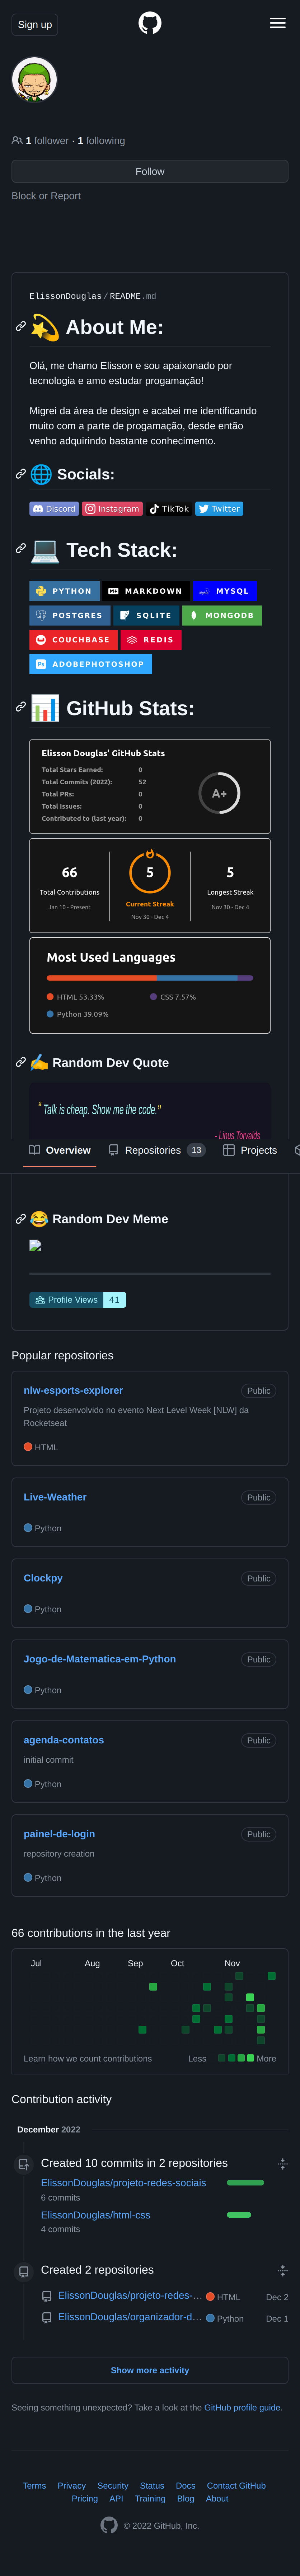 Sign up
1 follower · 1 following
Follow
Block or Report
ElissonDouglas/README.md
💫 About Me:
Olá, me chamo Elisson e sou apaixonado por
tecnologia e amo estudar progamação!
Migrei da área de design e acabei me identificando
muito com a parte de progamação, desde então
venho adquirindo bastante conhecimento.
🌐 Socials:
Discord Instagram TikTok Twitter
💻 Tech Stack:
PYTHON MARKDOWN MYSQL
POSTGRES SQLITE MONGODB
COUCHBASE REDIS
ADOBEPHOTOSHOP
📊 GitHub Stats:
Elisson Douglas' GitHub Stats
Total Stars Earned: 0
Total Commits (2022): 52
Total PRs: 0
Total Issues: 0
Contributed to (last year): 0
A+
66 5 5
Total Contributions Current Streak Longest Streak
Jan 10 - Present Nov 30 - Dec 4 Nov 30 - Dec 4
Most Used Languages
HTML 53.33% CSS 7.57%
Python 39.09%
✍️ Random Dev Quote
"Talk is cheap. Show me the code."
- Linus Torvalds
Overview Repositories 13 Projects
😂 Random Dev Meme
Profile Views 41
Popular repositories
nlw-esports-explorer Public
Projeto desenvolvido no evento Next Level Week [NLW] da
Rocketseat
HTML
Live-Weather Public
Python
Clockpy Public
Python
Jogo-de-Matematica-em-Python Public
Python
agenda-contatos Public
initial commit
Python
painel-de-login Public
repository creation
Python
66 contributions in the last year
Jul Aug Sep Oct Nov
Learn how we count contributions Less More
Contribution activity
December 2022
Created 10 commits in 2 repositories
ElissonDouglas/projeto-redes-sociais
6 commits
ElissonDouglas/html-css
4 commits
Created 2 repositories
ElissonDouglas/projeto-redes-… HTML Dec 2
ElissonDouglas/organizador-d… Python Dec 1
Show more activity
Seeing something unexpected? Take a look at the GitHub profile guide.
Terms Privacy Security Status Docs Contact GitHub
Pricing API Training Blog About
© 2022 GitHub, Inc.